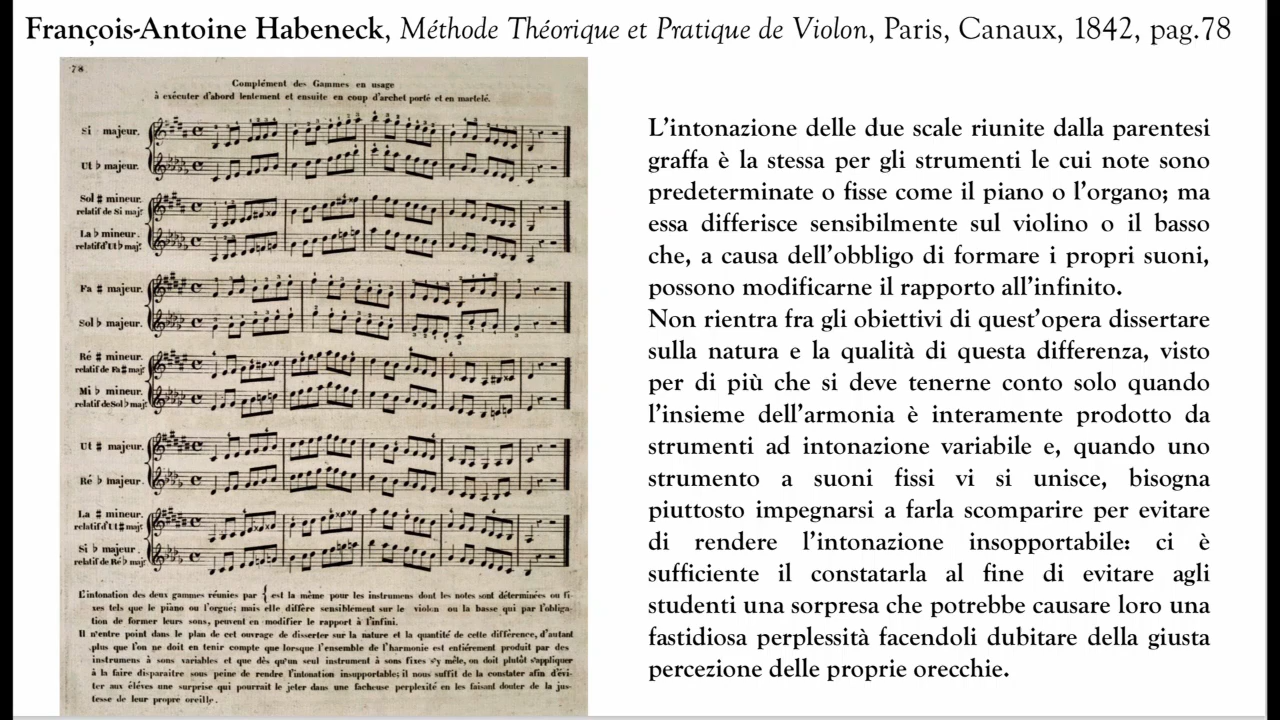 François-Antoine Habeneck, Méthode Théorique et Pratique de Violon, Paris, Canaux, 1842, pag.78
78
Complément des Gammes en usage
à exécuter d'abord lentement et ensuite en coup d'archet porté et en martelé.
Si majeur.
Ut ♭ majeur.
Sol ♯ mineur.
relatif de Si maj:
La ♭ mineur.
relatif d'Ut ♭ maj:
Fa ♯ majeur.
Sol ♭ majeur.
Ré ♯ mineur.
relatif de Fa ♯ maj:
Mi ♭ mineur.
relatif de Sol ♭ maj:
Ut ♯ majeur.
Ré ♭ majeur.
La ♯ mineur.
relatif d'Ut ♯ maj:
Si ♭ majeur.
relatif de Ré ♭ maj:
L'intonation des deux gammes réunies par { est la même pour les instrumens dont les notes sont déterminées ou fi-
xes tels que le piano ou l'orgue; mais elle diffère sensiblement sur le violon ou la basse qui par l'obliga-
tion de former leurs sons, peuvent en modifier le rapport à l'infini.
Il n'entre point dans le plan de cet ouvrage de disserter sur la nature et la quantité de cette différence, d'autant
plus que l'on ne doit en tenir compte que lorsque l'ensemble de l'harmonie est entièrement produit par des
instrumens à sons variables et que dès qu'un seul instrument à sons fixes s'y mêle, on doit plutôt s'appliquer
à la faire disparaitre sous peine de rendre l'intonation insupportable; il nous suffit de la constater afin d'évi-
ter aux élèves une surprise qui pourrait le jeter dans une facheuse perplexité en les faisant douter de la jus-
tesse de leur propre oreille.
L'intonazione delle due scale riunite dalla parentesi
graffa è la stessa per gli strumenti le cui note sono
predeterminate o fisse come il piano o l'organo; ma
essa differisce sensibilmente sul violino o il basso
che, a causa dell'obbligo di formare i propri suoni,
possono modificarne il rapporto all'infinito.
Non rientra fra gli obiettivi di quest'opera dissertare
sulla natura e la qualità di questa differenza, visto
per di più che si deve tenerne conto solo quando
l'insieme dell'armonia è interamente prodotto da
strumenti ad intonazione variabile e, quando uno
strumento a suoni fissi vi si unisce, bisogna
piuttosto impegnarsi a farla scomparire per evitare
di rendere l'intonazione insopportabile: ci è
sufficiente il constatarla al fine di evitare agli
studenti una sorpresa che potrebbe causare loro una
fastidiosa perplessità facendoli dubitare della giusta
percezione delle proprie orecchie.